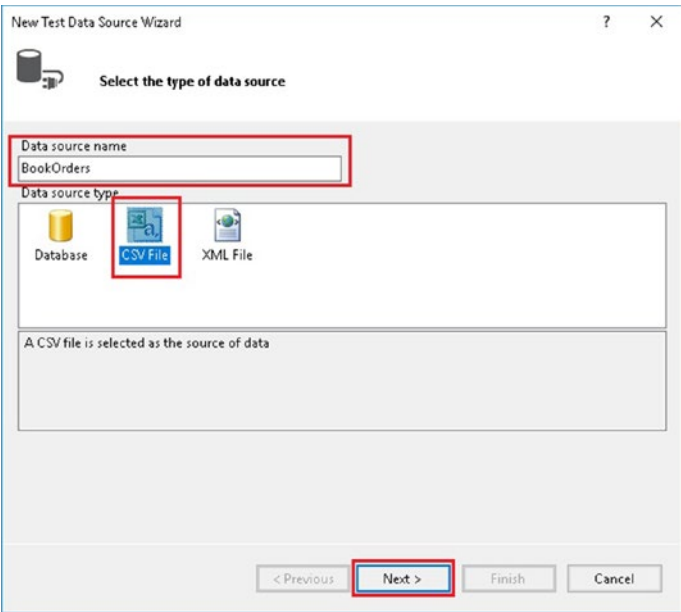 New Test Data Source Wizard ? ×
Select the type of data source
Data source name
BookOrders
Data source type
Database CSV File XML File
A CSV file is selected as the source of data
< Previous Next > Finish Cancel